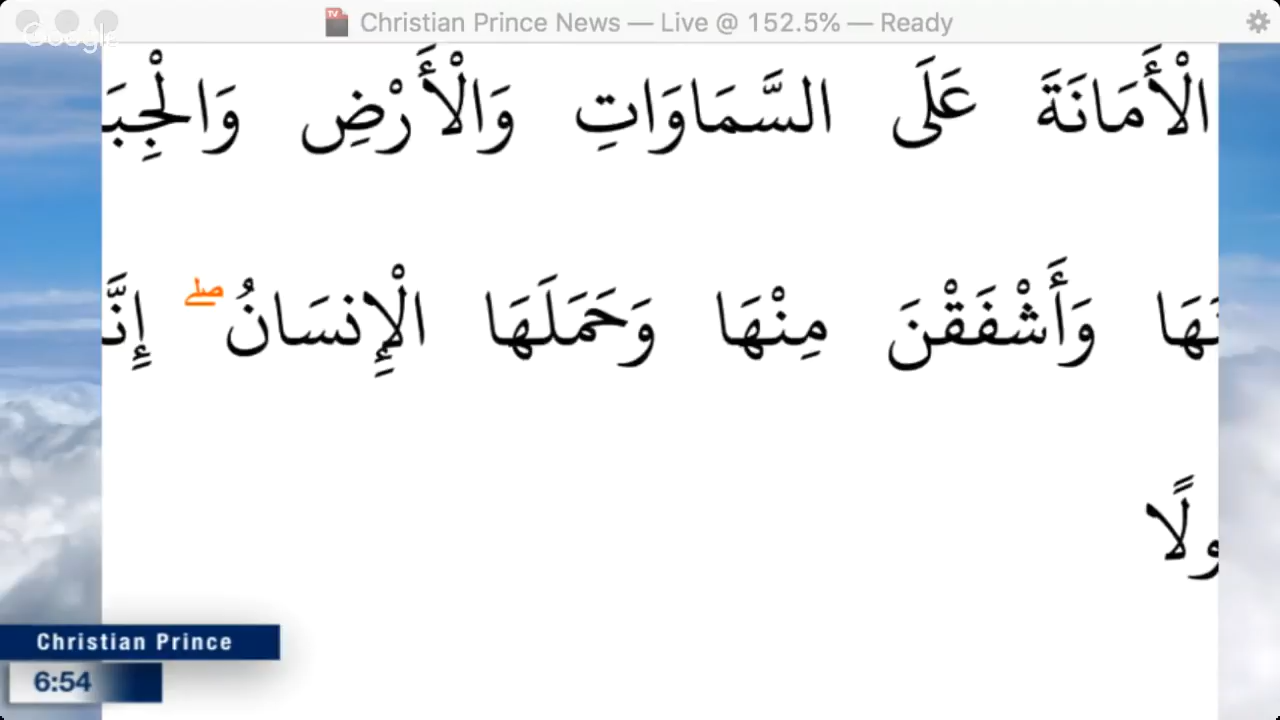 Christian Prince News — Live @ 152.5% — Ready
Google
الْأَمَانَةَ عَلَى السَّمَاوَاتِ وَالْأَرْضِ
وَأَشْفَقْنَ مِنْهَا وَحَمَلَهَا الْإِنسَانُ ۖ
Christian Prince
6:54